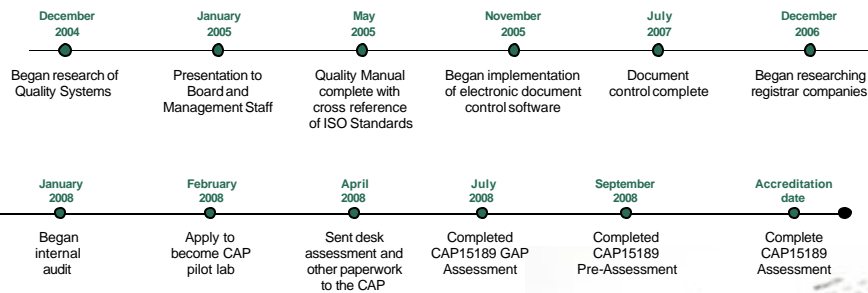 December
2004
January
2005
May
2005
November
2005
July
2007
December
2006
Began research of
Quality Systems
Presentation to
Board and
Management Staff
Quality Manual
complete with
cross reference
of ISO Standards
Began implementation
of electronic document
control software
Document
control complete
Began researching
registrar companies
January
2008
February
2008
April
2008
July
2008
September
2008
Accreditation
date
Began
internal
audit
Apply to
become CAP
pilot lab
Sent desk
assessment and
other paperwork
to the CAP
Completed
CAP15189 GAP
Assessment
Completed
CAP15189
Pre-Assessment
Complete
CAP15189
Assessment